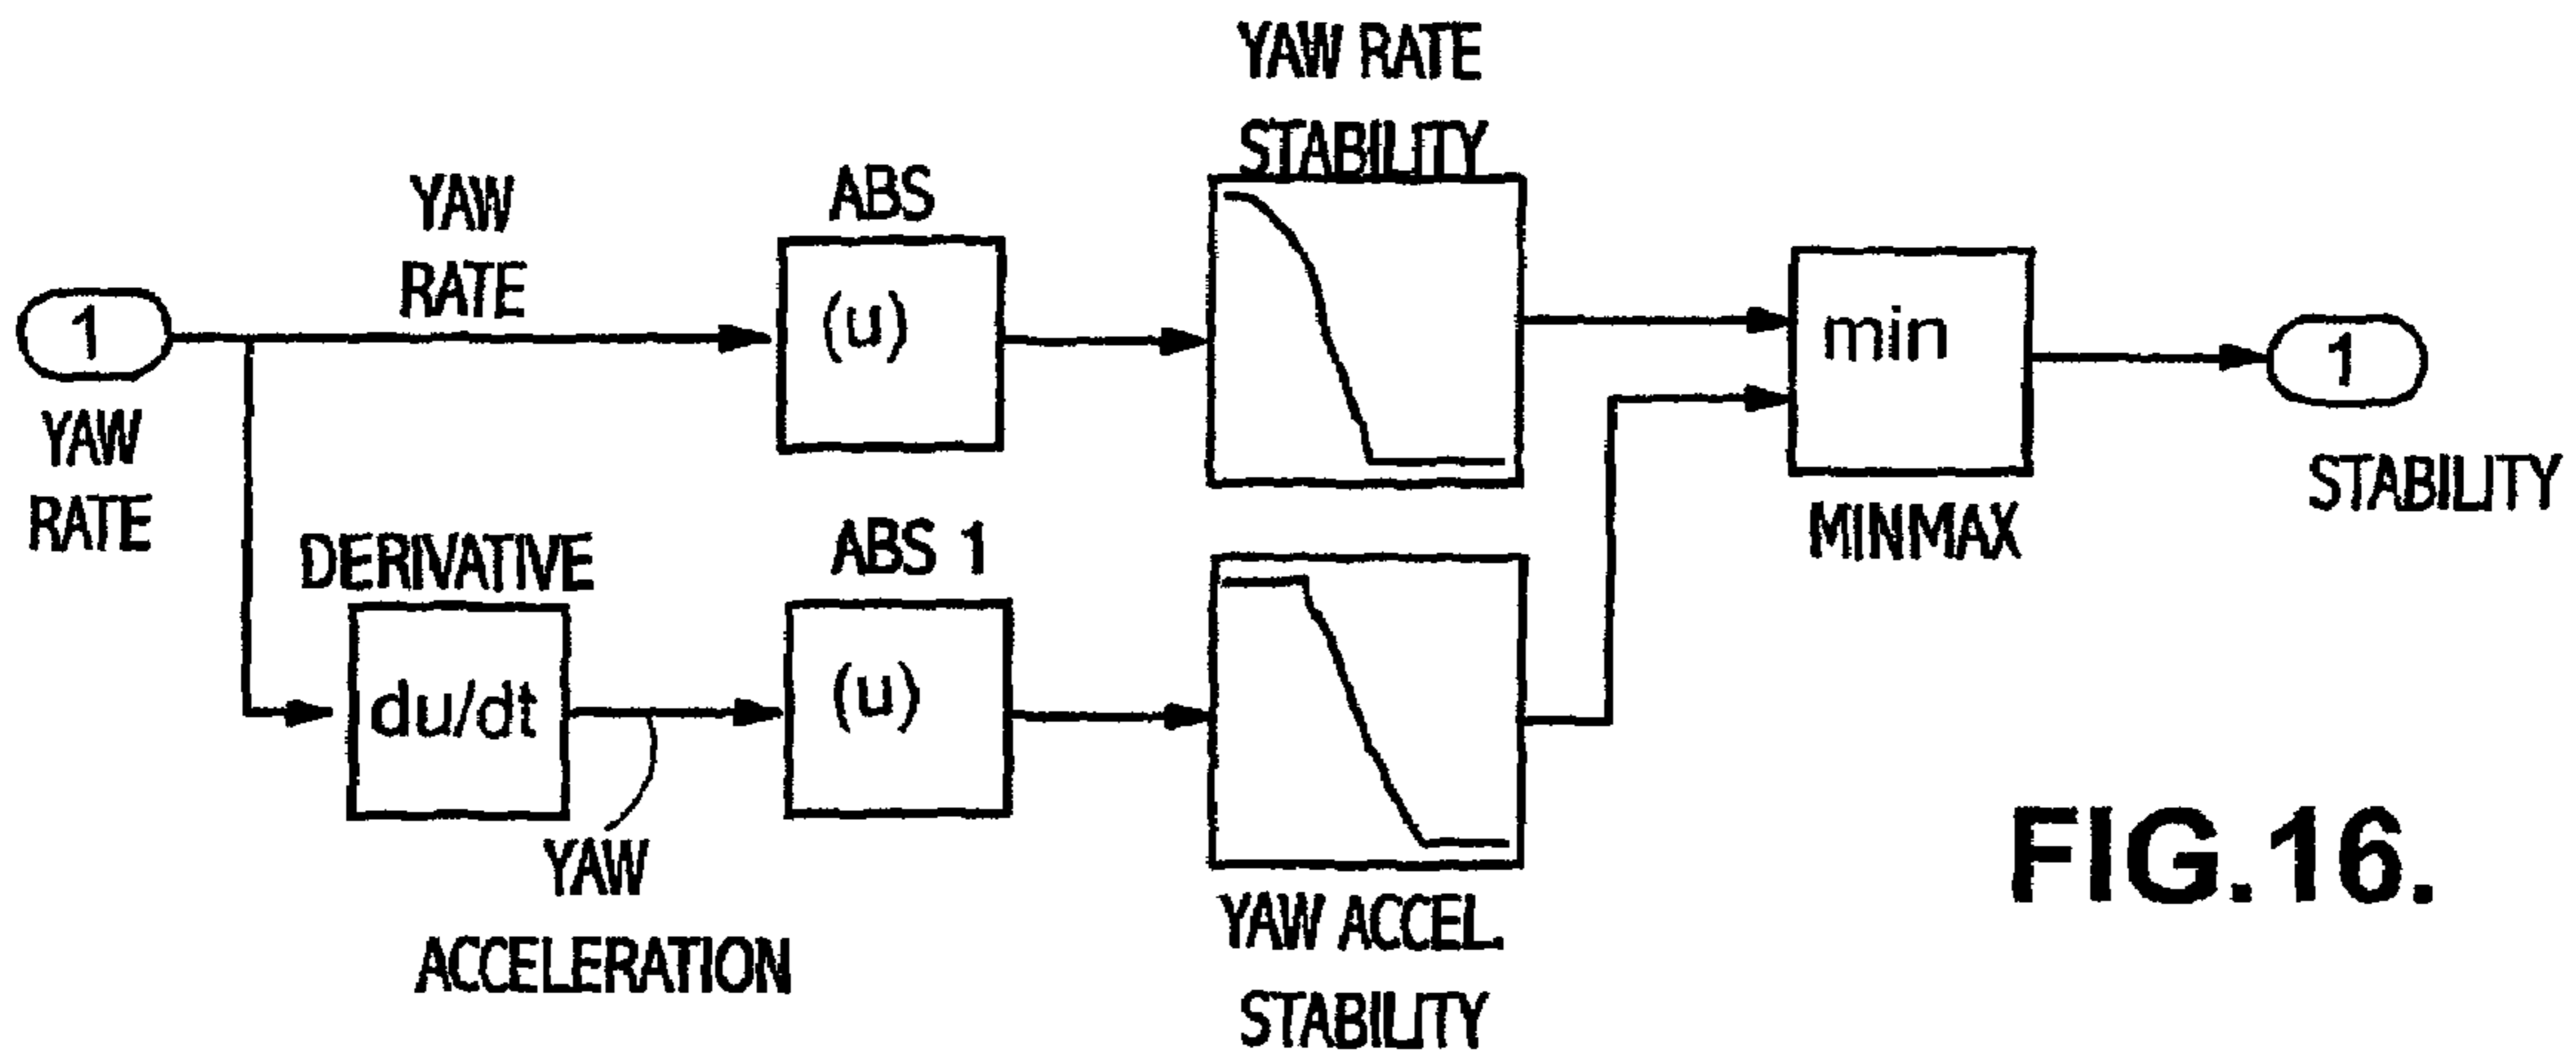 YAW RATE
STABILITY
YAW
RATE
ABS
(u)
1
YAW
RATE
min
MINMAX
1
STABILITY
DERIVATIVE
du/dt
YAW
ACCELERATION
ABS 1
(u)
YAW ACCEL.
STABILITY
FIG.16.